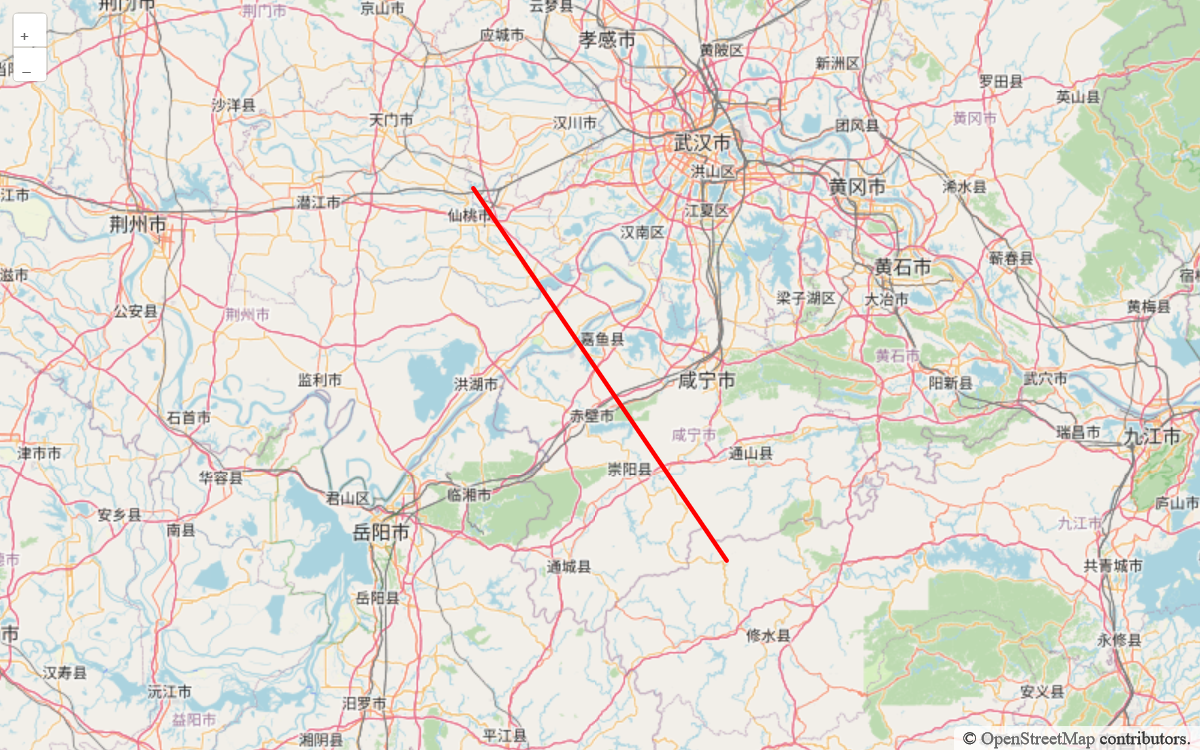 荆门市
荆门市
京山市
云梦县
应城市
孝感市
黄陂区
新洲区
罗田县
英山县
沙洋县
天门市
汉川市
武汉市
团风县
黄冈市
洪山区
黄冈市
浠水县
潜江市
仙桃市
江夏区
荆州市
汉南区
黄石市
蕲春县
公安县
荆州市
梁子湖区
大冶市
黄梅县
嘉鱼县
黄石市
监利市
洪湖市
咸宁市
阳新县
武穴市
石首市
赤壁市
咸宁市
瑞昌市
九江市
津市市
通山县
崇阳县
华容县
君山区
临湘市
庐山市
安乡县
南县
岳阳市
九江市
通城县
共青城市
岳阳县
修水县
永修县
汉寿县
沅江市
安义县
汨罗市
益阳市
湘阴县
平江县
+
–
© OpenStreetMap contributors.